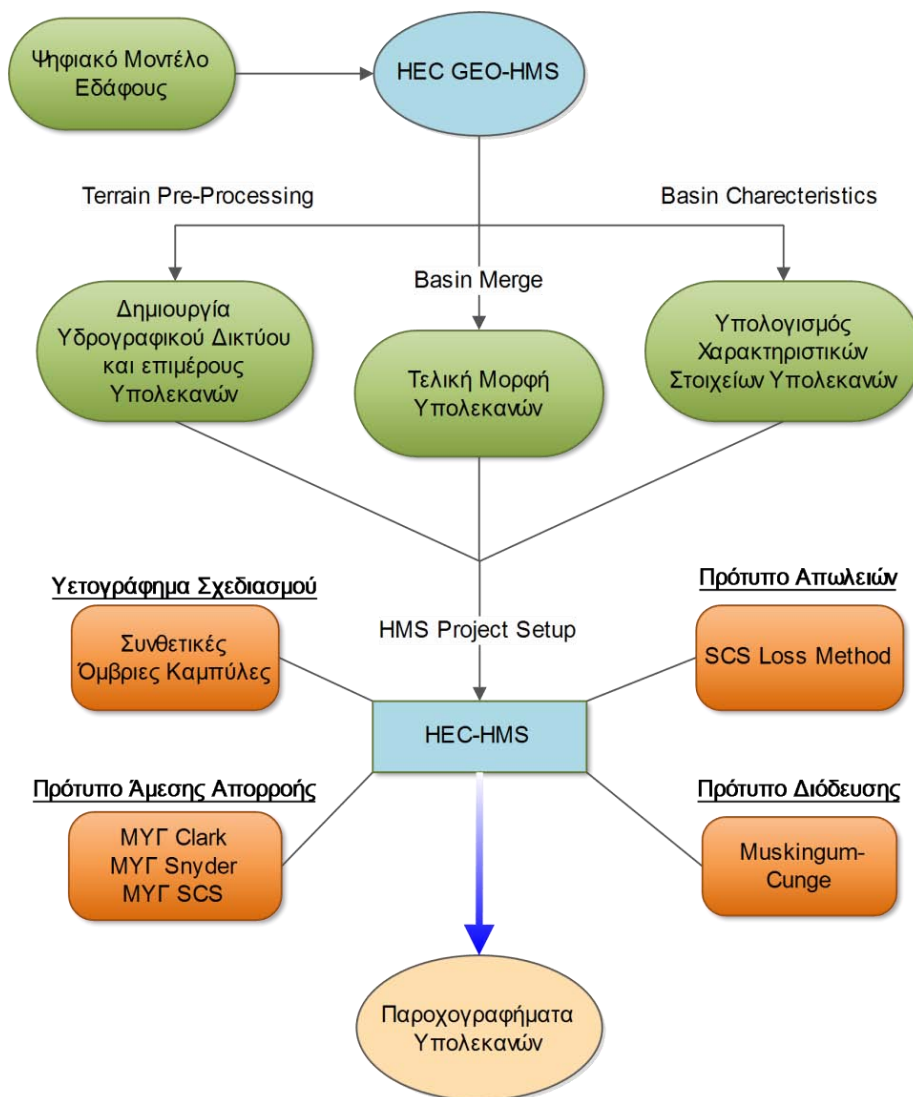 Ψηφιακό Μοντέλο
Εδάφους
HEC GEO-HMS
Terrain Pre-Processing
Basin Charecteristics
Basin Merge
Δημιουργία
Υδρογραφικού Δικτύου
και επιμέρους
Υπολεκανών
Τελική Μορφή
Υπολεκανών
Υπολογισμός
Χαρακτηριστικών
Στοιχείων Υπολεκανών
Υετογράφημα Σχεδιασμού
Συνθετικές
Όμβριες Καμπύλες
HMS Project Setup
Πρότυπο Απωλειών
SCS Loss Method
HEC-HMS
Πρότυπο Άμεσης Απορροής
ΜΥΓ Clark
ΜΥΓ Snyder
ΜΥΓ SCS
Πρότυπο Διόδευσης
Muskingum-
Cunge
Παροχογραφήματα
Υπολεκανών